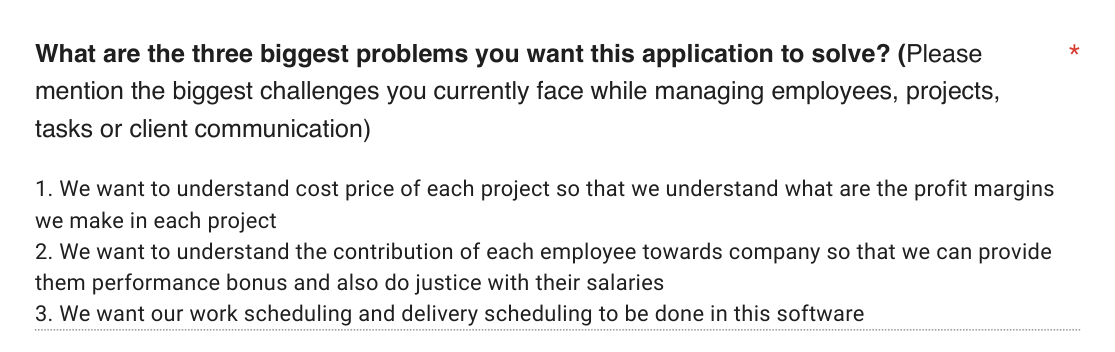 What are the three biggest problems you want this application to solve? (Please *
mention the biggest challenges you currently face while managing employees, projects,
tasks or client communication)
1. We want to understand cost price of each project so that we understand what are the profit margins
we make in each project
2. We want to understand the contribution of each employee towards company so that we can provide
them performance bonus and also do justice with their salaries
3. We want our work scheduling and delivery scheduling to be done in this software